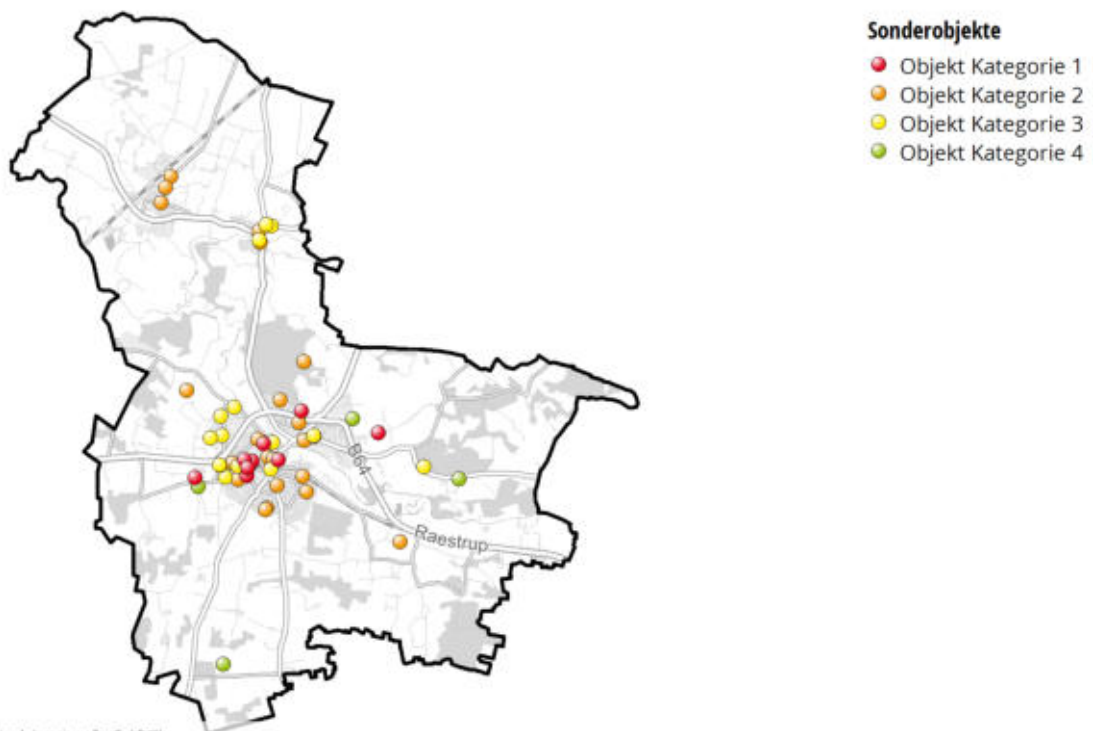 Sonderobjekte
Objekt Kategorie 1
Objekt Kategorie 2
Objekt Kategorie 3
Objekt Kategorie 4
B64
Raestrup